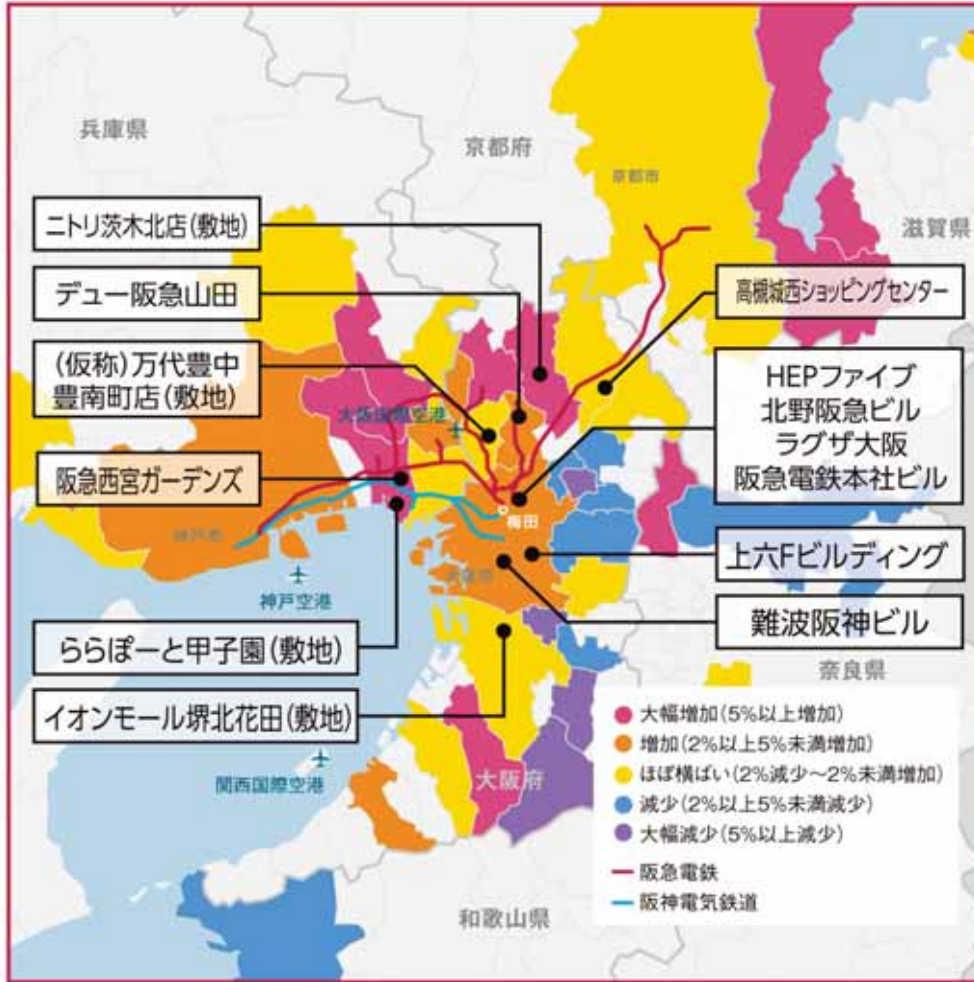 兵庫県
京都府
京都市
滋賀県
ニトリ茨木北店(敷地)
デュー阪急山田
高槻城西ショッピングセンター
(仮称)万代豊中
豊南町店(敷地)
大阪国際空港
HEPファイブ
北野阪急ビル
ラグザ大阪
阪急電鉄本社ビル
阪急西宮ガーデンズ
梅田
神戸市
大阪市
上六Fビルディング
神戸空港
難波阪神ビル
ららぽーと甲子園(敷地)
奈良県
イオンモール堺北花田(敷地)
関西国際空港
大阪府
和歌山県
大幅増加(5%以上増加)
増加(2%以上5%未満増加)
ほぼ横ばい(2%減少～2%未満増加)
減少(2%以上5%未満減少)
大幅減少(5%以上減少)
阪急電鉄
阪神電気鉄道